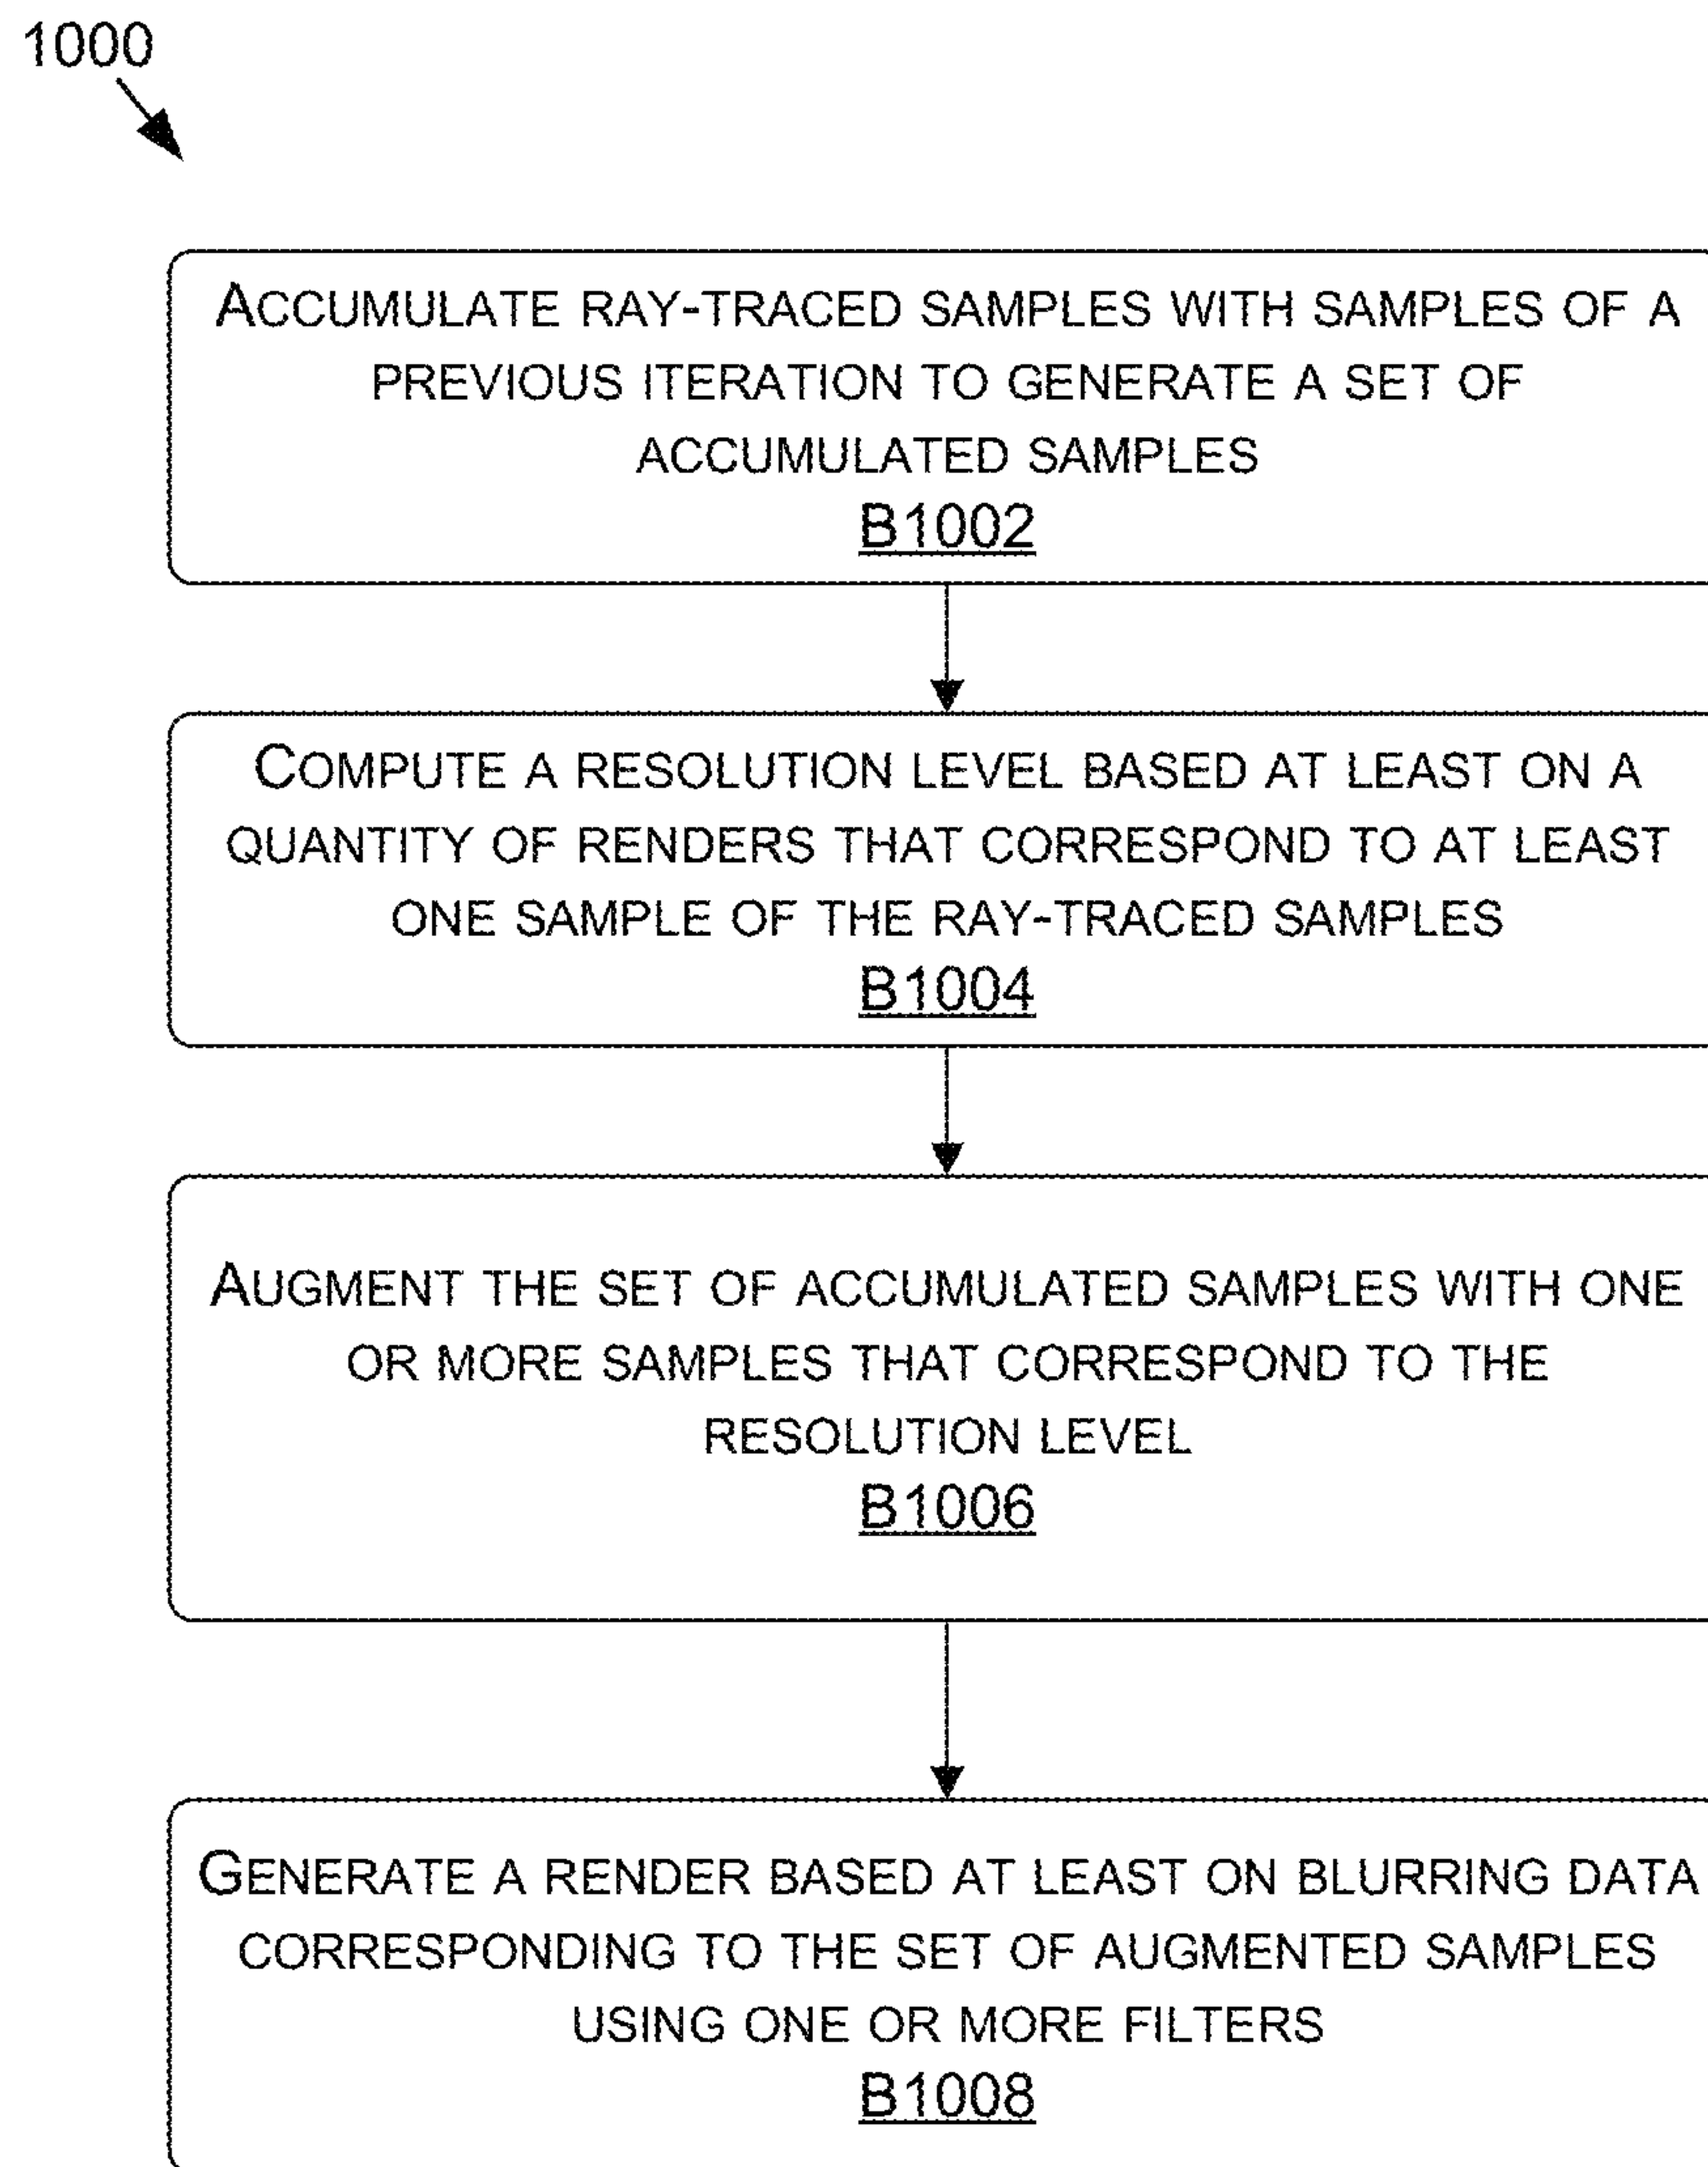 1000
ACCUMULATE RAY-TRACED SAMPLES WITH SAMPLES OF A
PREVIOUS ITERATION TO GENERATE A SET OF
ACCUMULATED SAMPLES
B1002
COMPUTE A RESOLUTION LEVEL BASED AT LEAST ON A
QUANTITY OF RENDERS THAT CORRESPOND TO AT LEAST
ONE SAMPLE OF THE RAY-TRACED SAMPLES
B1004
AUGMENT THE SET OF ACCUMULATED SAMPLES WITH ONE
OR MORE SAMPLES THAT CORRESPOND TO THE
RESOLUTION LEVEL
B1006
GENERATE A RENDER BASED AT LEAST ON BLURRING DATA
CORRESPONDING TO THE SET OF AUGMENTED SAMPLES
USING ONE OR MORE FILTERS
B1008